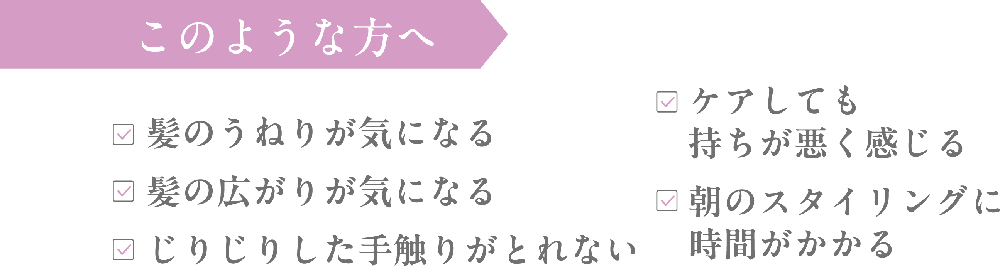 このような方へ
髪のうねりが気になる
髪の広がりが気になる
じりじりした手触りがとれない
ケアしても
持ちが悪く感じる
朝のスタイリングに
時間がかかる